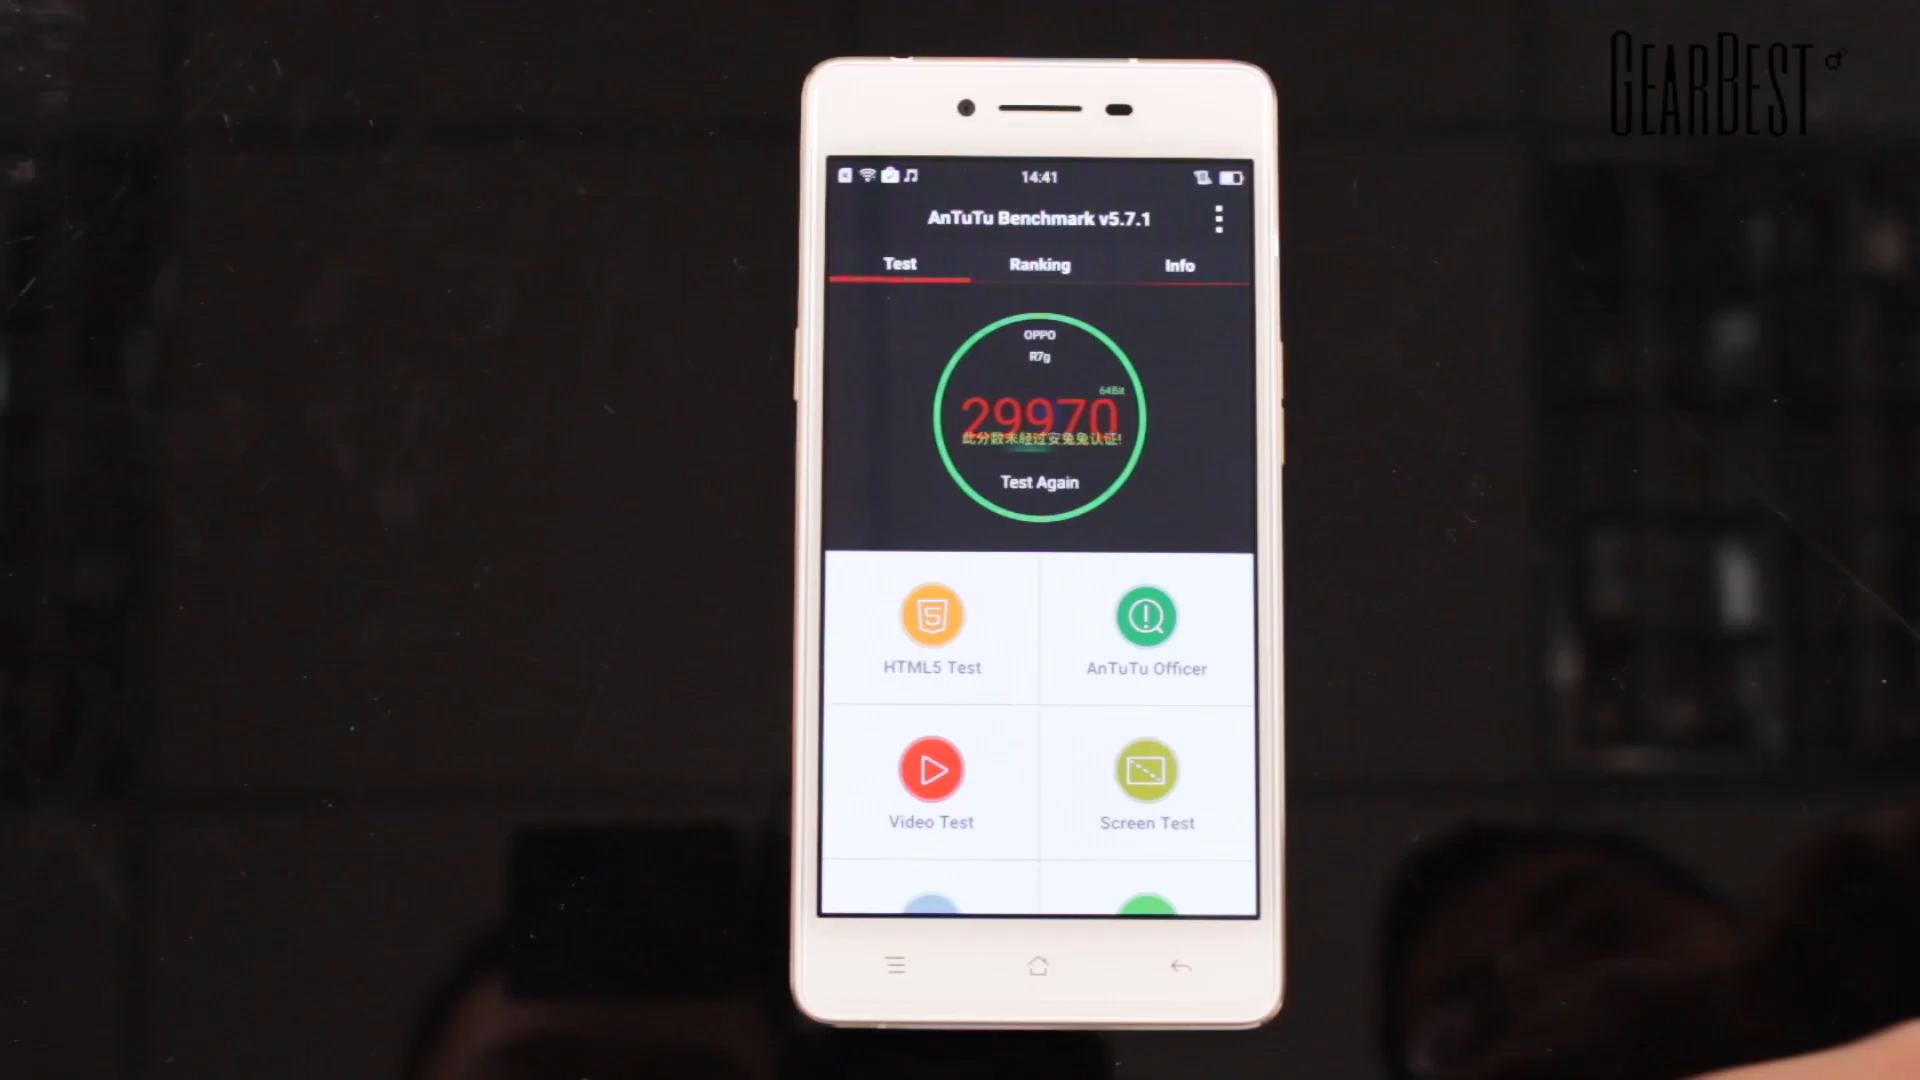 GEARBEST
14:41
AnTuTu Benchmark v5.7.1
Test Ranking Info
OPPO
R7g
64Bit
29970
此分数未经过安兔兔认证!
Test Again
HTML5 Test AnTuTu Officer
Video Test Screen Test